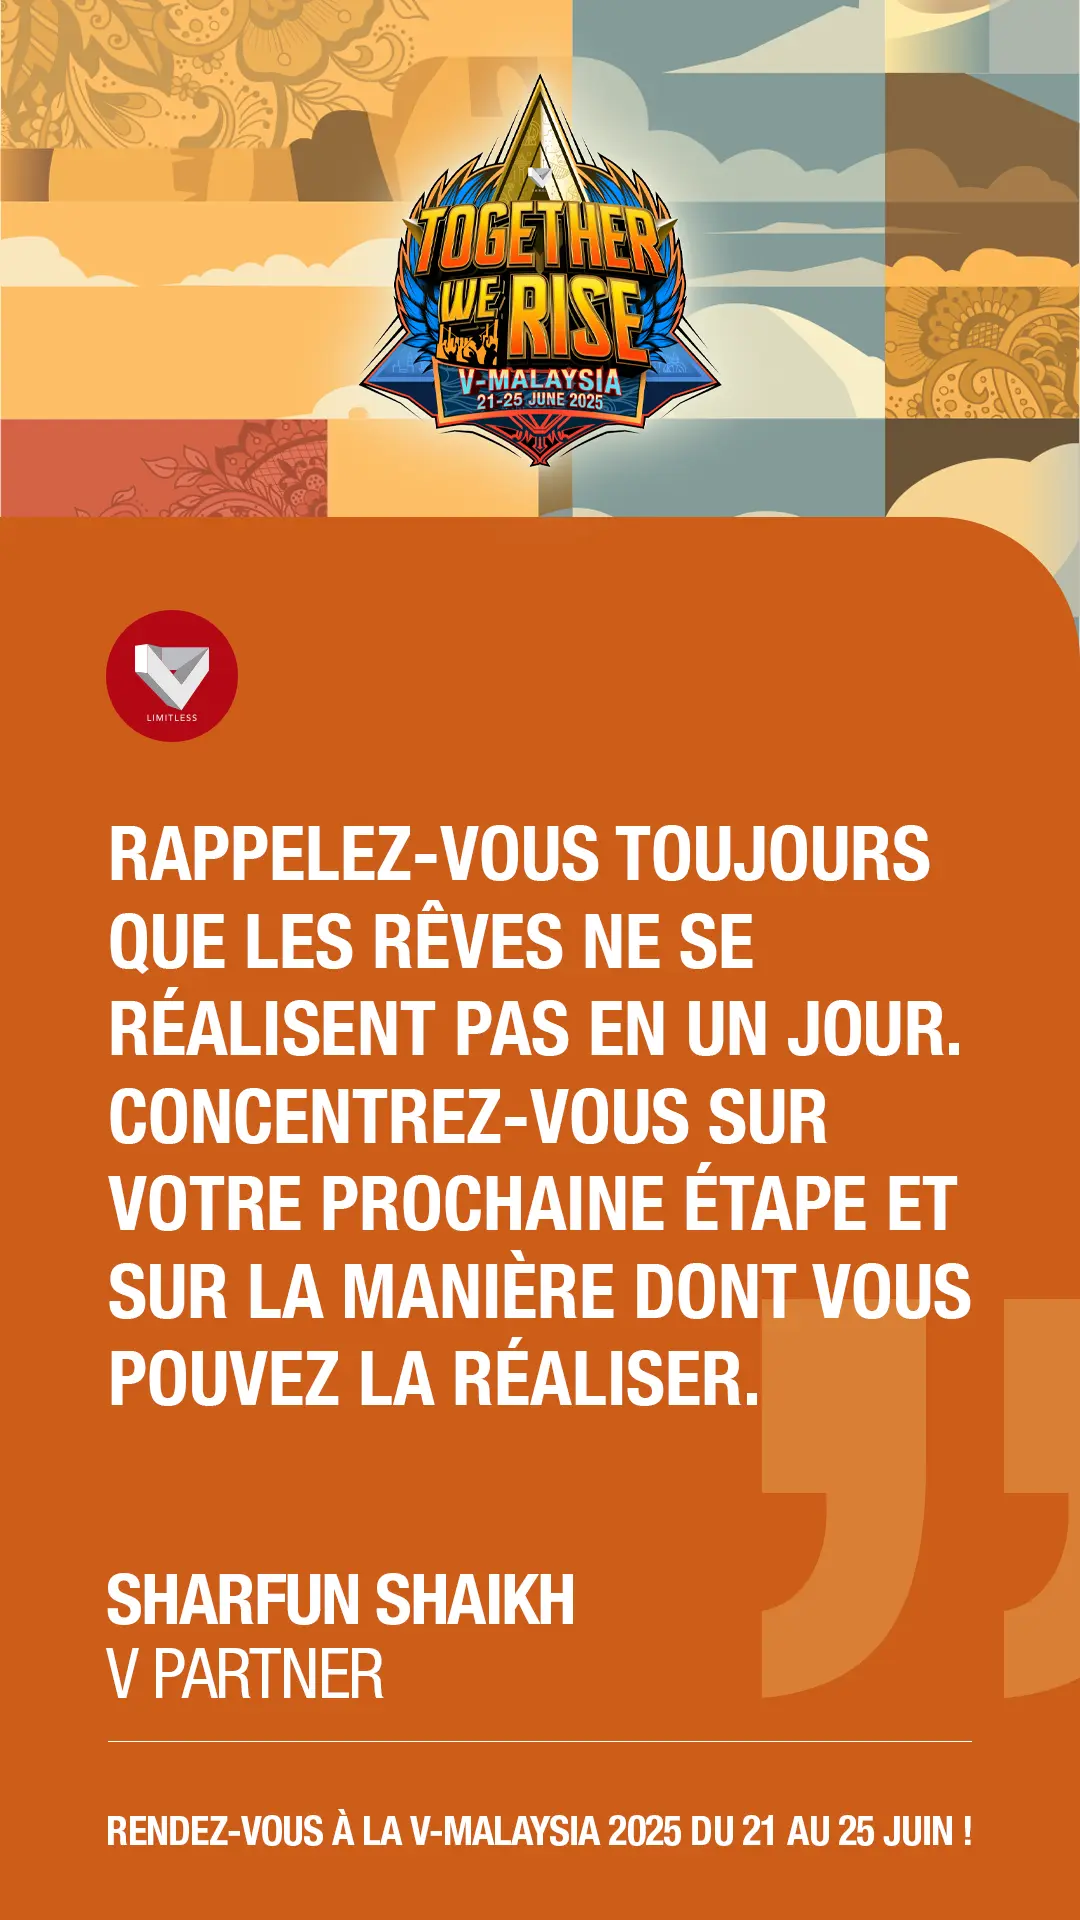 TOGETHER
WE RISE
V-MALAYSIA
21-25 JUNE 2025
LIMITLESS
RAPPELEZ-VOUS TOUJOURS
QUE LES RÊVES NE SE
RÉALISENT PAS EN UN JOUR.
CONCENTREZ-VOUS SUR
VOTRE PROCHAINE ÉTAPE ET
SUR LA MANIÈRE DONT VOUS
POUVEZ LA RÉALISER.
SHARFUN SHAIKH
V PARTNER
RENDEZ-VOUS À LA V-MALAYSIA 2025 DU 21 AU 25 JUIN !